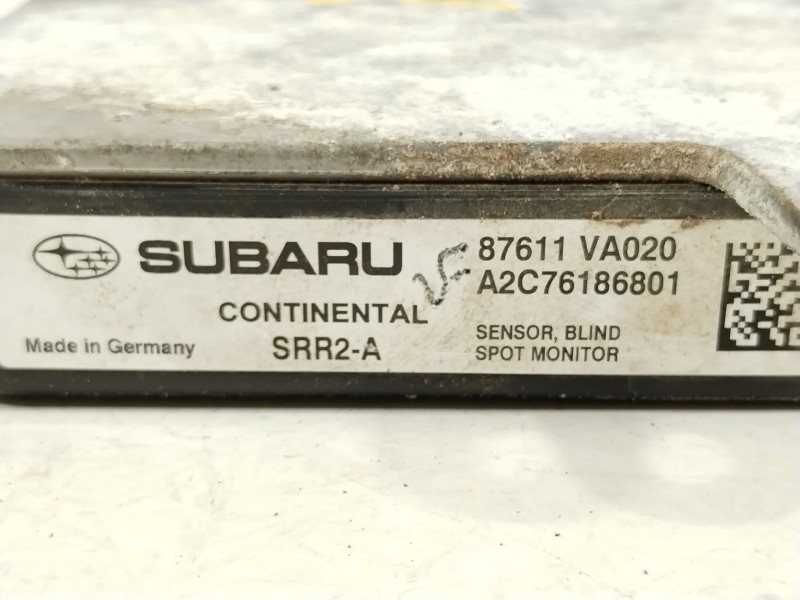 SUBARU
87611 VA020
A2C76186801
CONTINENTAL
SRR2-A
Made in Germany
SENSOR, BLIND
SPOT MONITOR